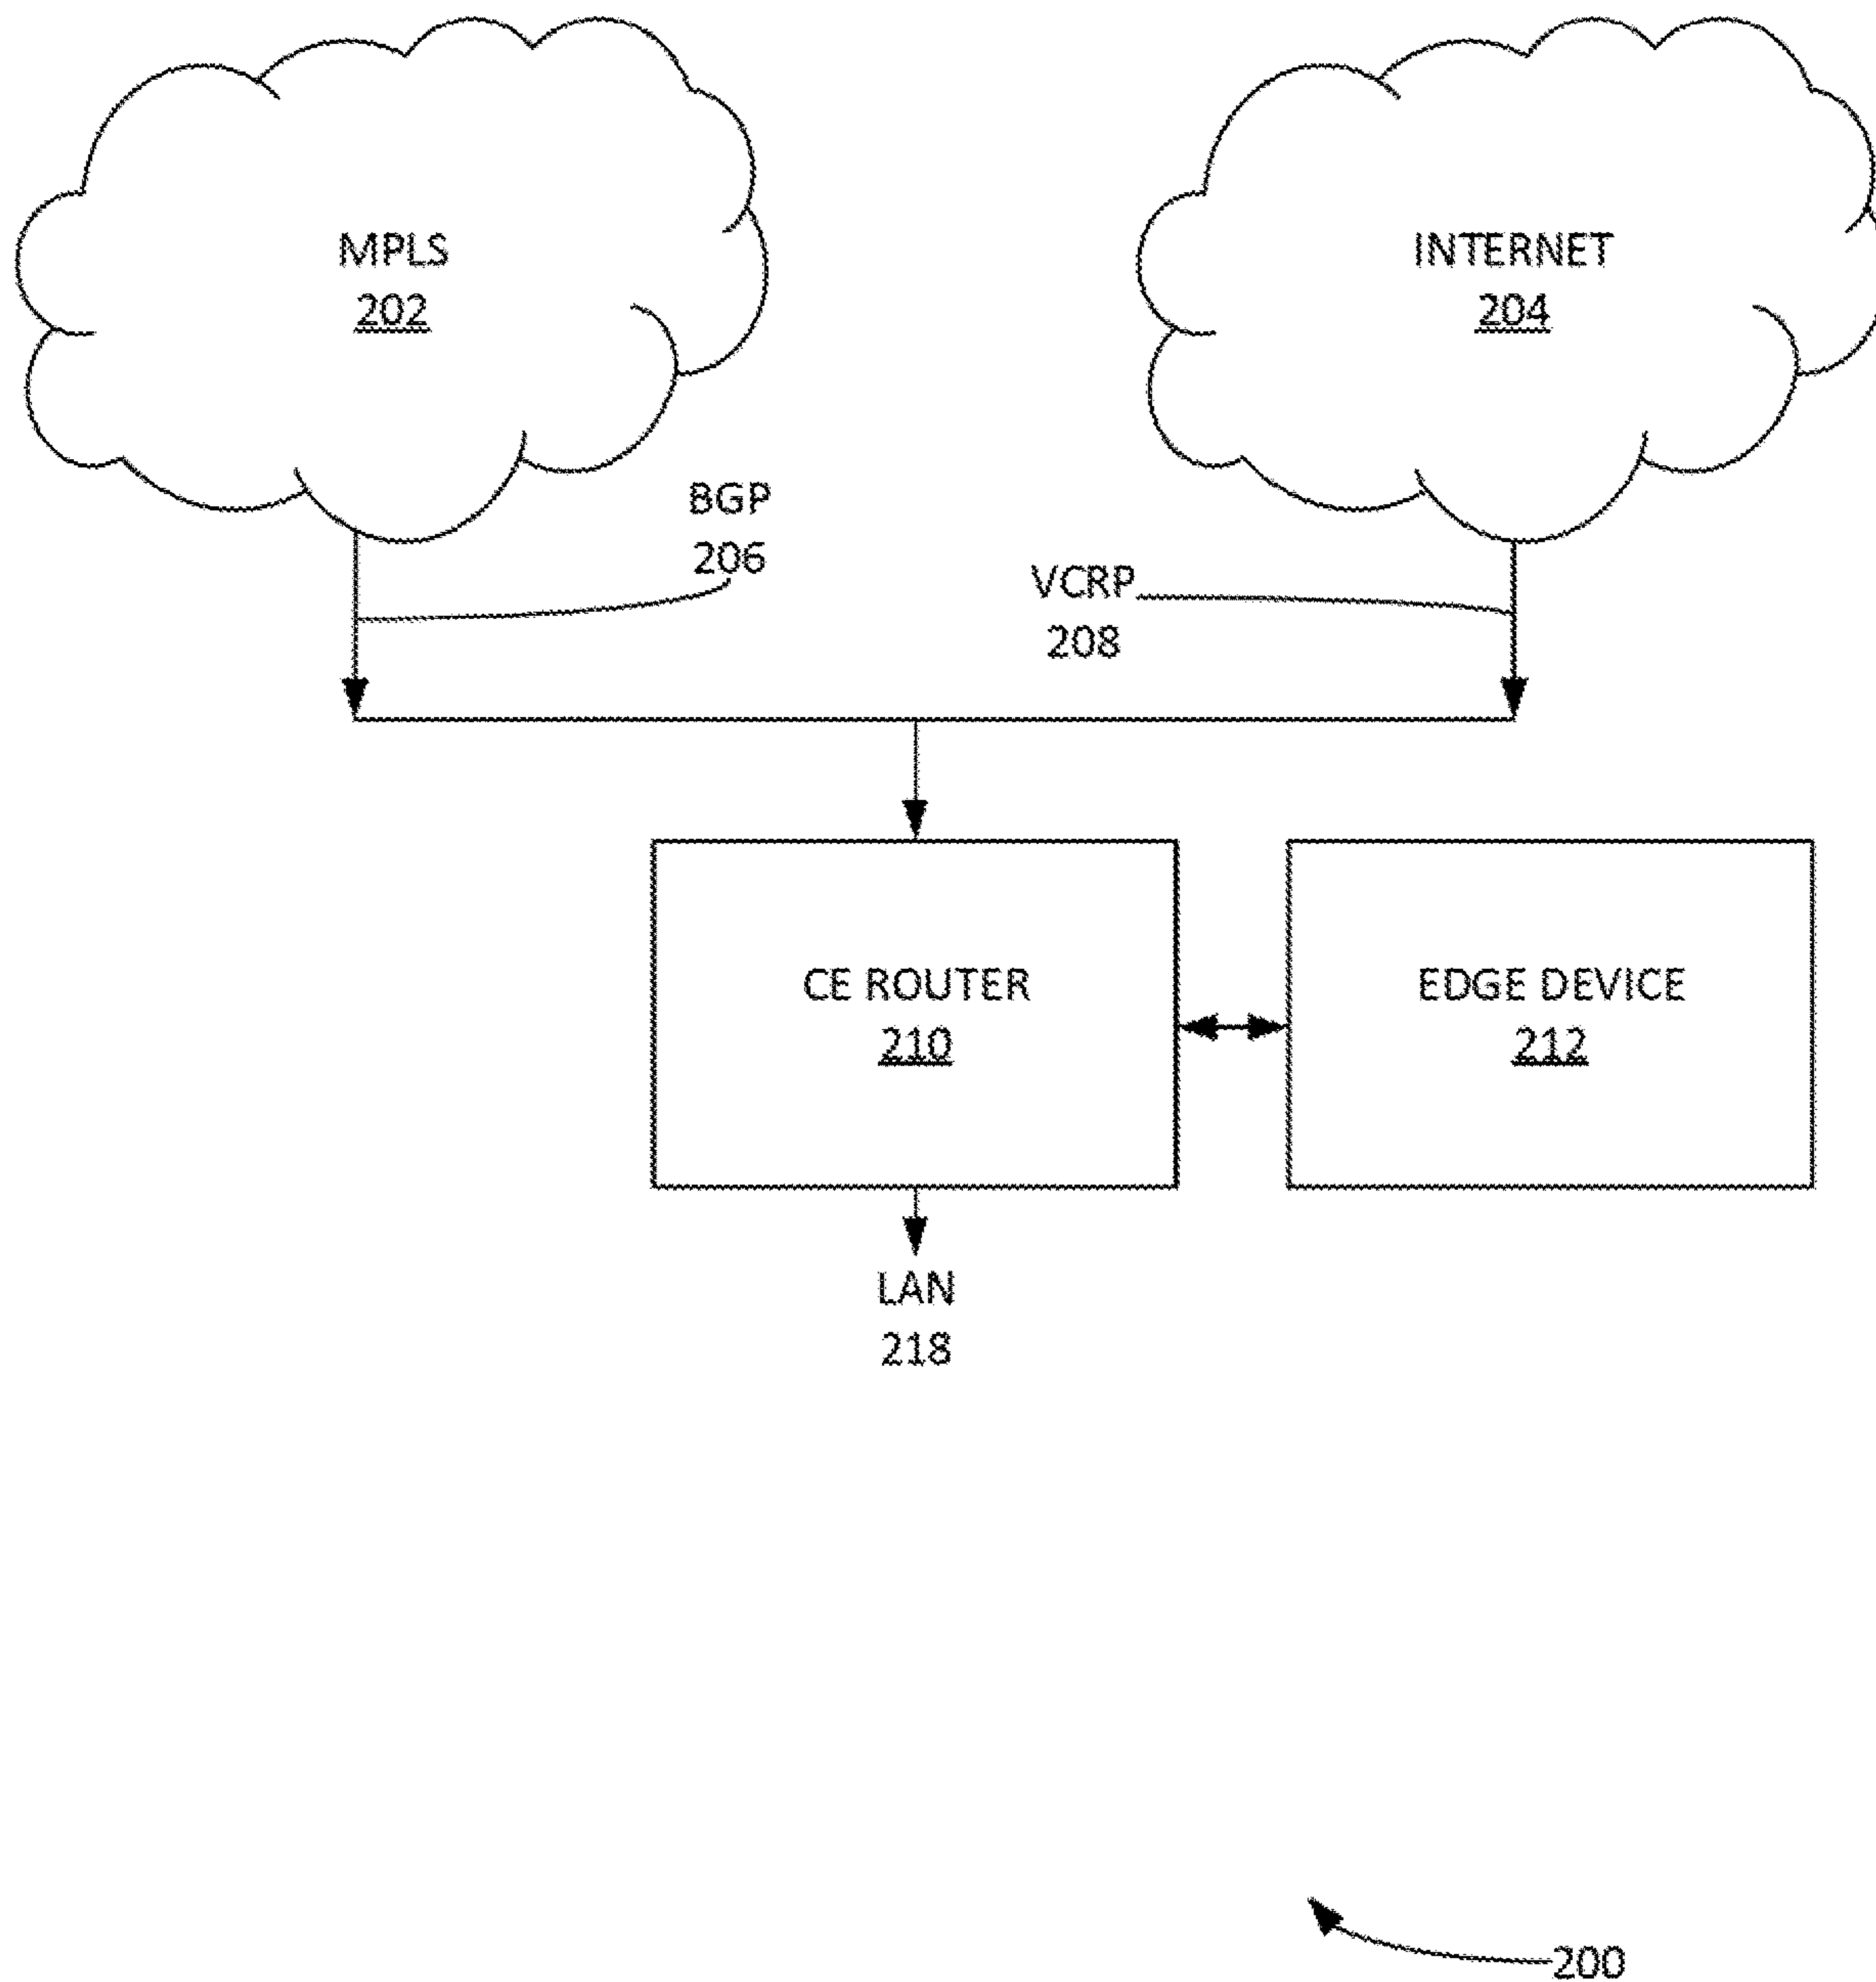 MPLS
202
INTERNET
204
BGP
206
VCRP
208
CE ROUTER
210
EDGE DEVICE
212
LAN
218
200